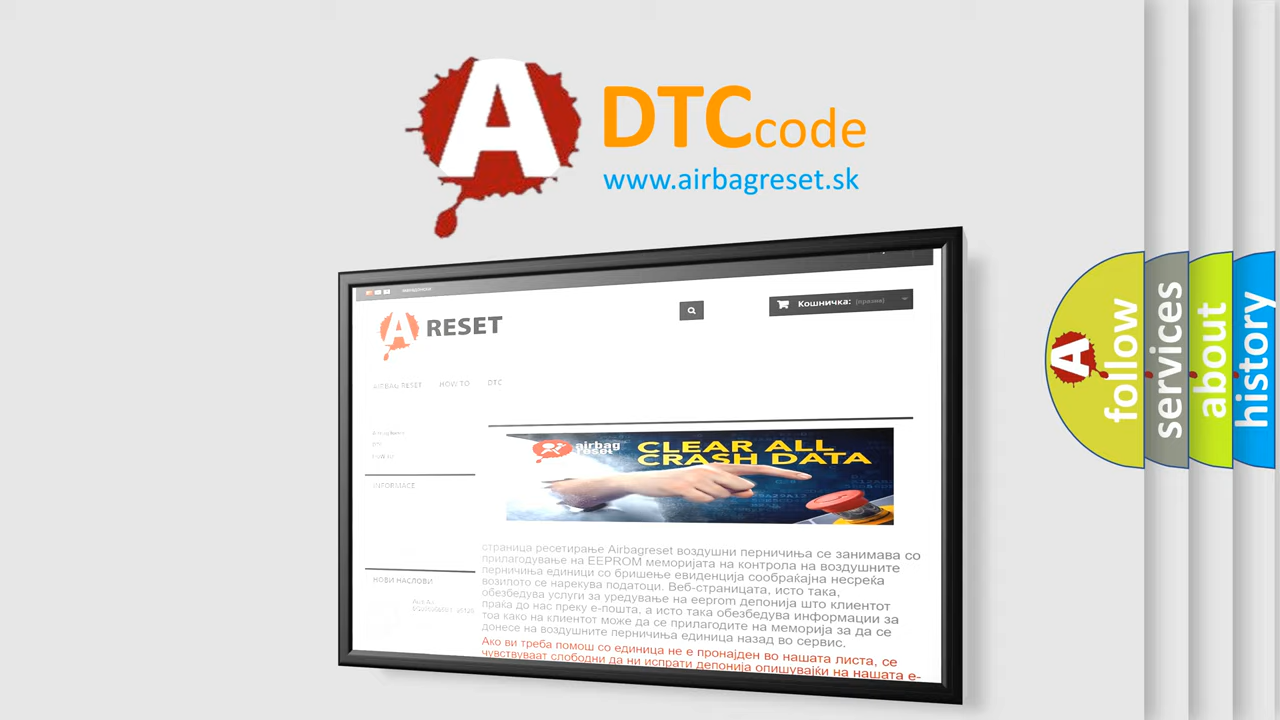 A
DTCcode
www.airbagreset.sk
A RESET
Кошничка: (празни)
AIRBAG RESET HOW TO DTC
INFORMACE
airbag
reset
CLEAR ALL
CRASH DATA
страница ресетирање Airbagreset воздушни перничиња се занимава со
прилагодување на EEPROM меморијата на контрола на воздушните
перничиња единици со бришење евиденција сообраќајна несреќа
возилото се нарекува податоци. Веб-страницата, исто така,
обезбедува услуги за уредување на eeprom депонија што клиентот
праќа до нас преку е-пошта, а исто така обезбедува информации за
тоа како на клиентот може да се прилагодите на меморија за да се
донесе на воздушните перничиња единица назад во сервис.
Ако ви треба помош со единица не е пронајден во нашата листа, се
чувствуваат слободни да ни испрати депонија опишувајќи на нашата е-
НОВИ НАСЛОВИ
A follow
services
about
history